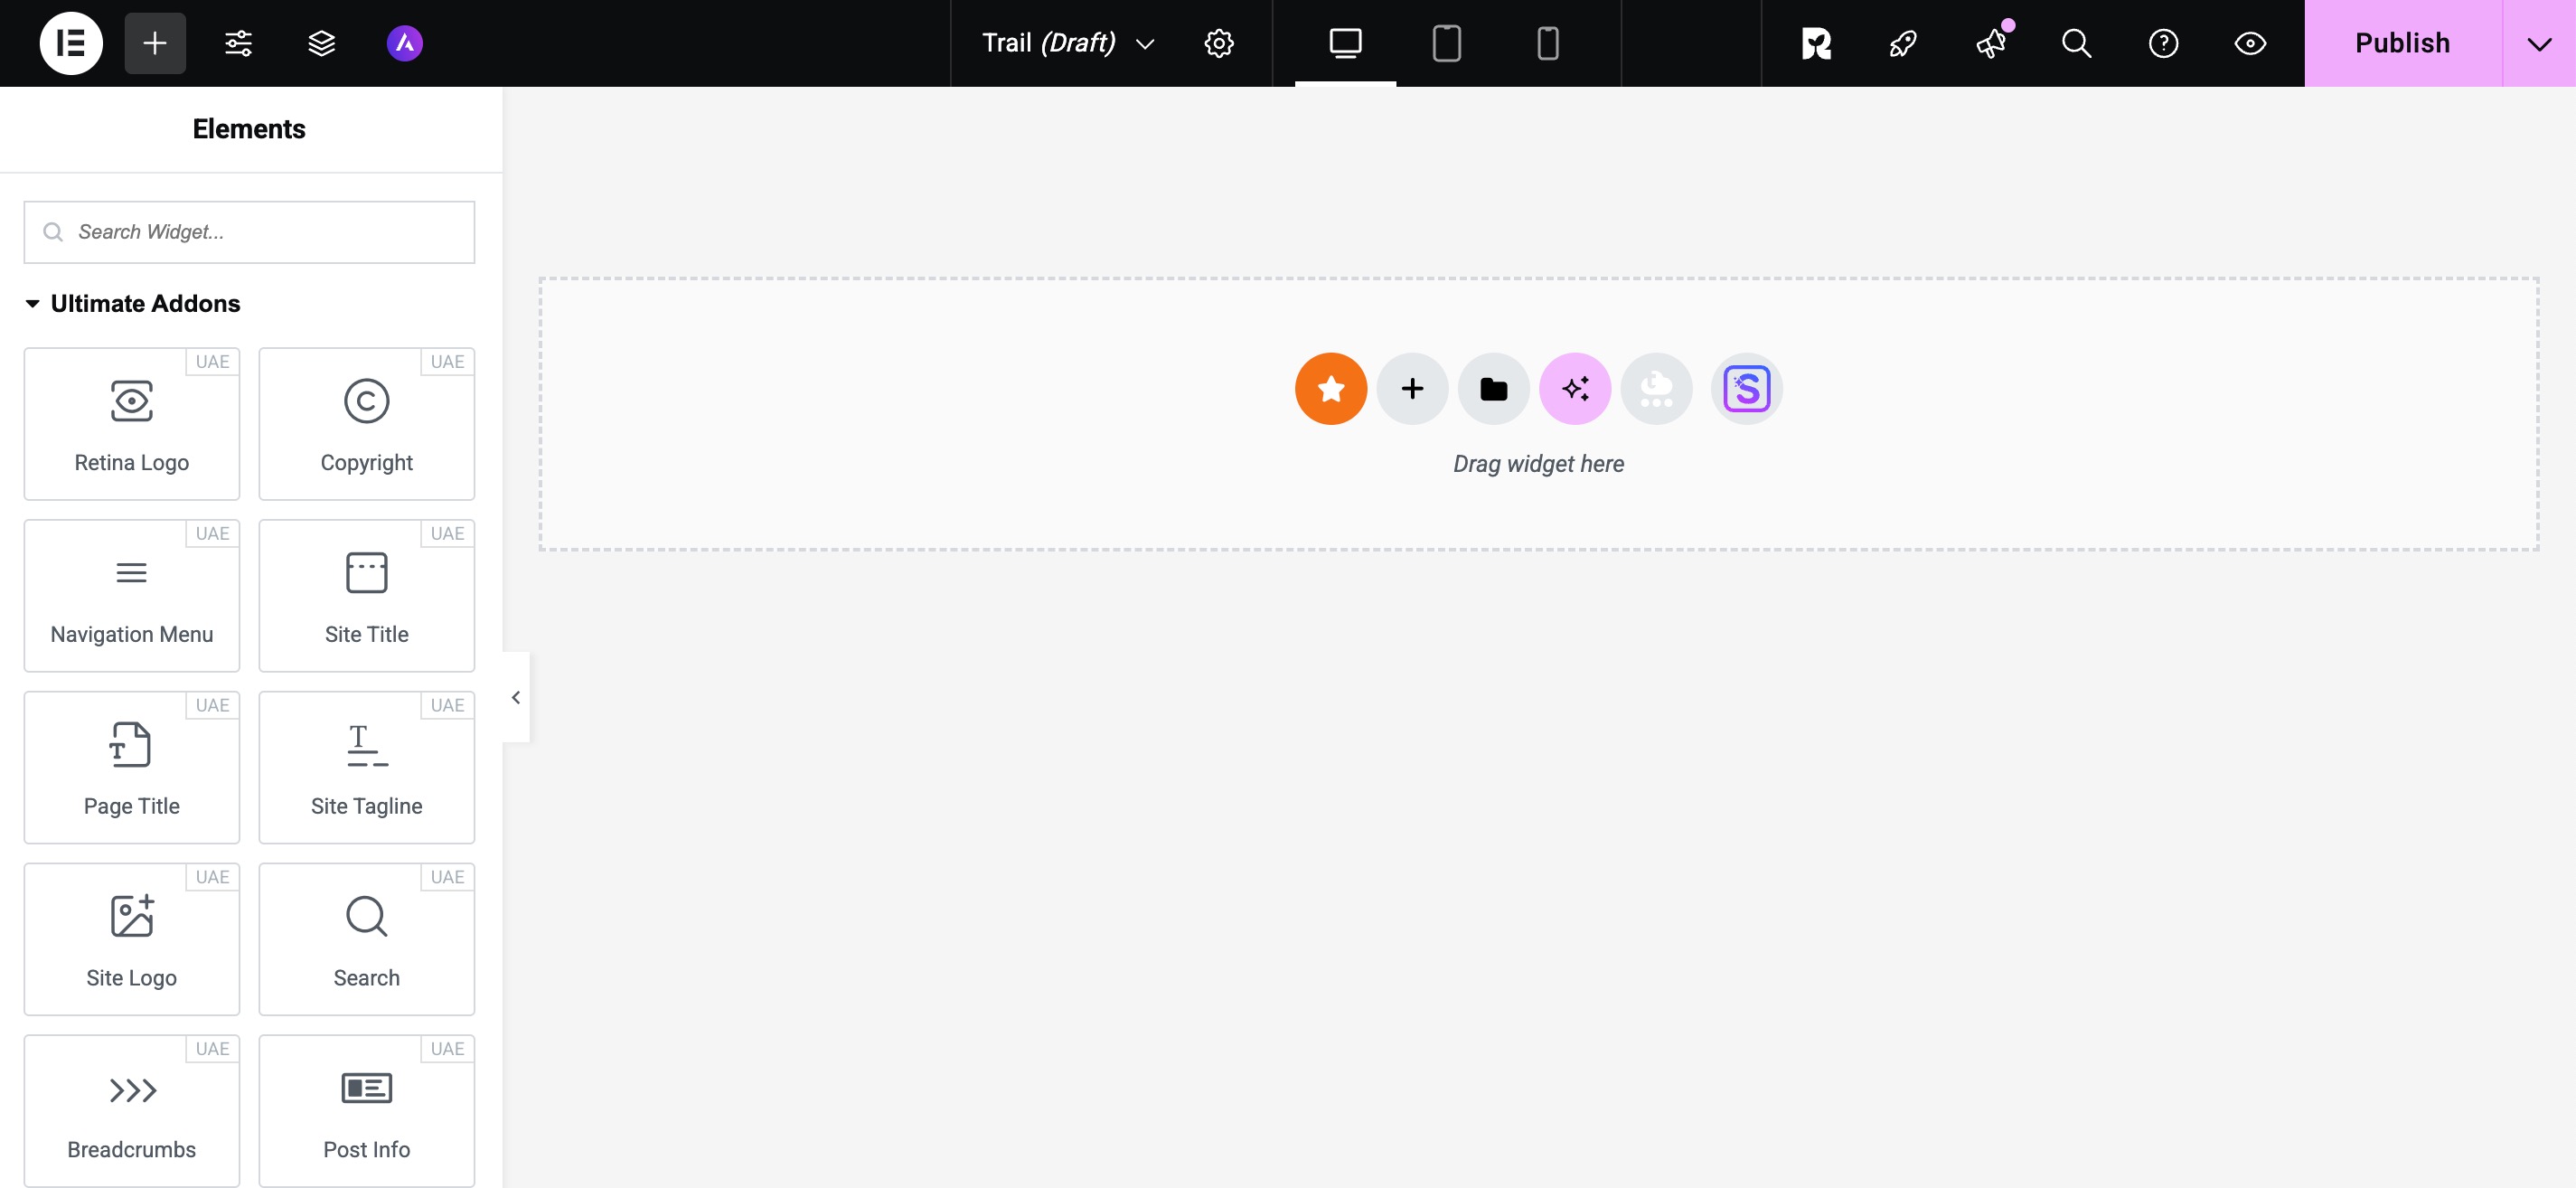 Trail (Draft)
Publish
Elements
Search Widget...
Ultimate Addons
UAE
Retina Logo
UAE
Copyright
UAE
Navigation Menu
UAE
Site Title
UAE
Page Title
UAE
Site Tagline
UAE
Site Logo
UAE
Search
UAE
Breadcrumbs
UAE
Post Info
Drag widget here